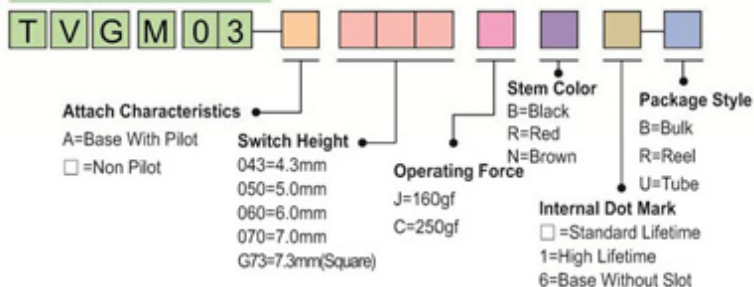 TVGM03-□□□□□□□-□
Attach Characteristics
A=Base With Pilot
□ =Non Pilot
Switch Height
043=4.3mm
050=5.0mm
060=6.0mm
070=7.0mm
G73=7.3mm(Square)
Operating Force
J=160gf
C=250gf
Stem Color
B=Black
R=Red
N=Brown
Internal Dot Mark
□ =Standard Lifetime
1=High Lifetime
6=Base Without Slot
Package Style
B=Bulk
R=Reel
U=Tube